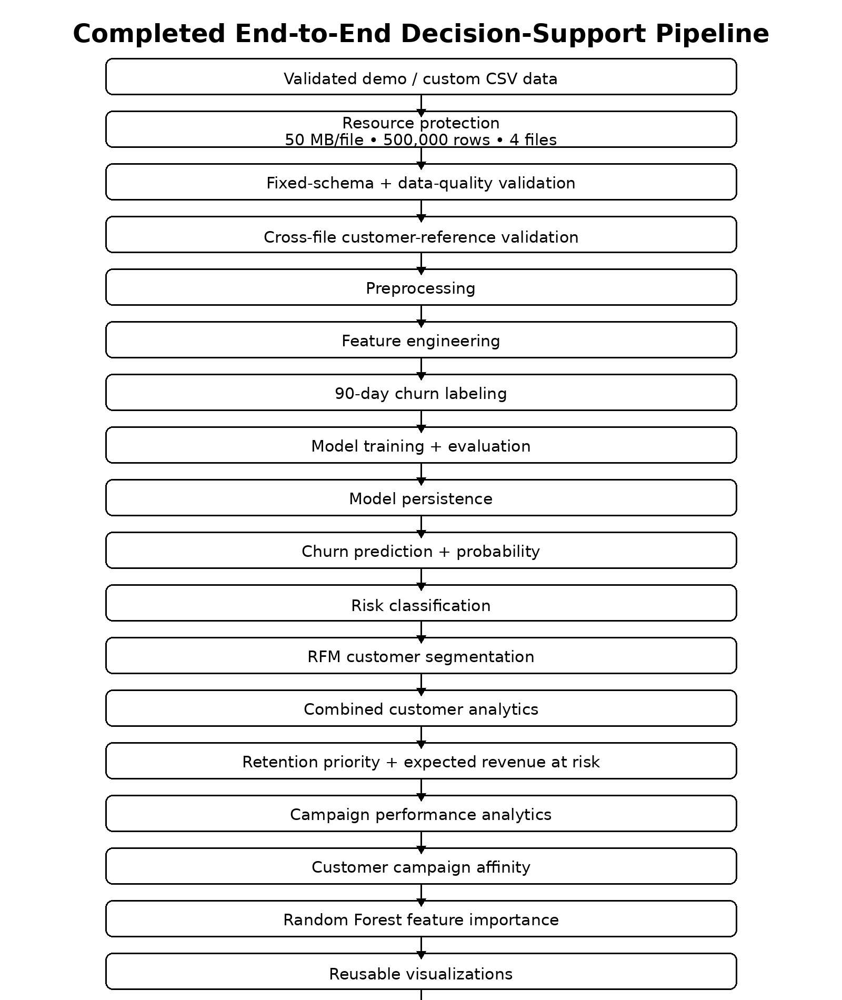 Completed End-to-End Decision-Support Pipeline
Validated demo / custom CSV data
Resource protection
50 MB/file • 500,000 rows • 4 files
Fixed-schema + data-quality validation
Cross-file customer-reference validation
Preprocessing
Feature engineering
90-day churn labeling
Model training + evaluation
Model persistence
Churn prediction + probability
Risk classification
RFM customer segmentation
Combined customer analytics
Retention priority + expected revenue at risk
Campaign performance analytics
Customer campaign affinity
Random Forest feature importance
Reusable visualizations